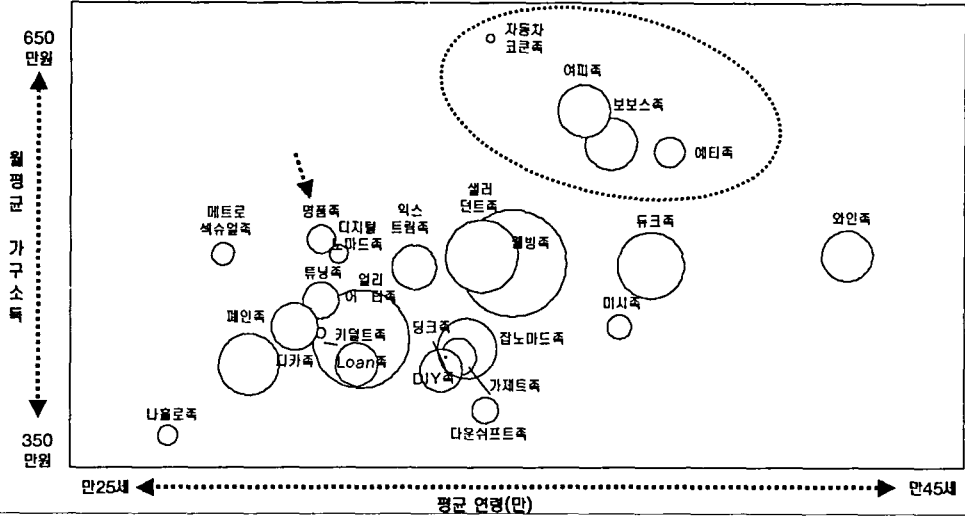 650
만원
자동차
코쿤족
여피족
보보스족
예티족
월평균 가구소득
메트로
섹슈얼족
명품족
디지털
노마드족
익스
트림족
샐러
던트족
웰빙족
듀크족
와인족
튜닝족
얼리
어 터족
미시족
폐인족
키덜트족
딩크족
잡노마드족
디카족
Loan족
DIY족
가제트족
나홀로족
다운쉬프트족
350
만원
만25세
만45세
평균 연령(만)